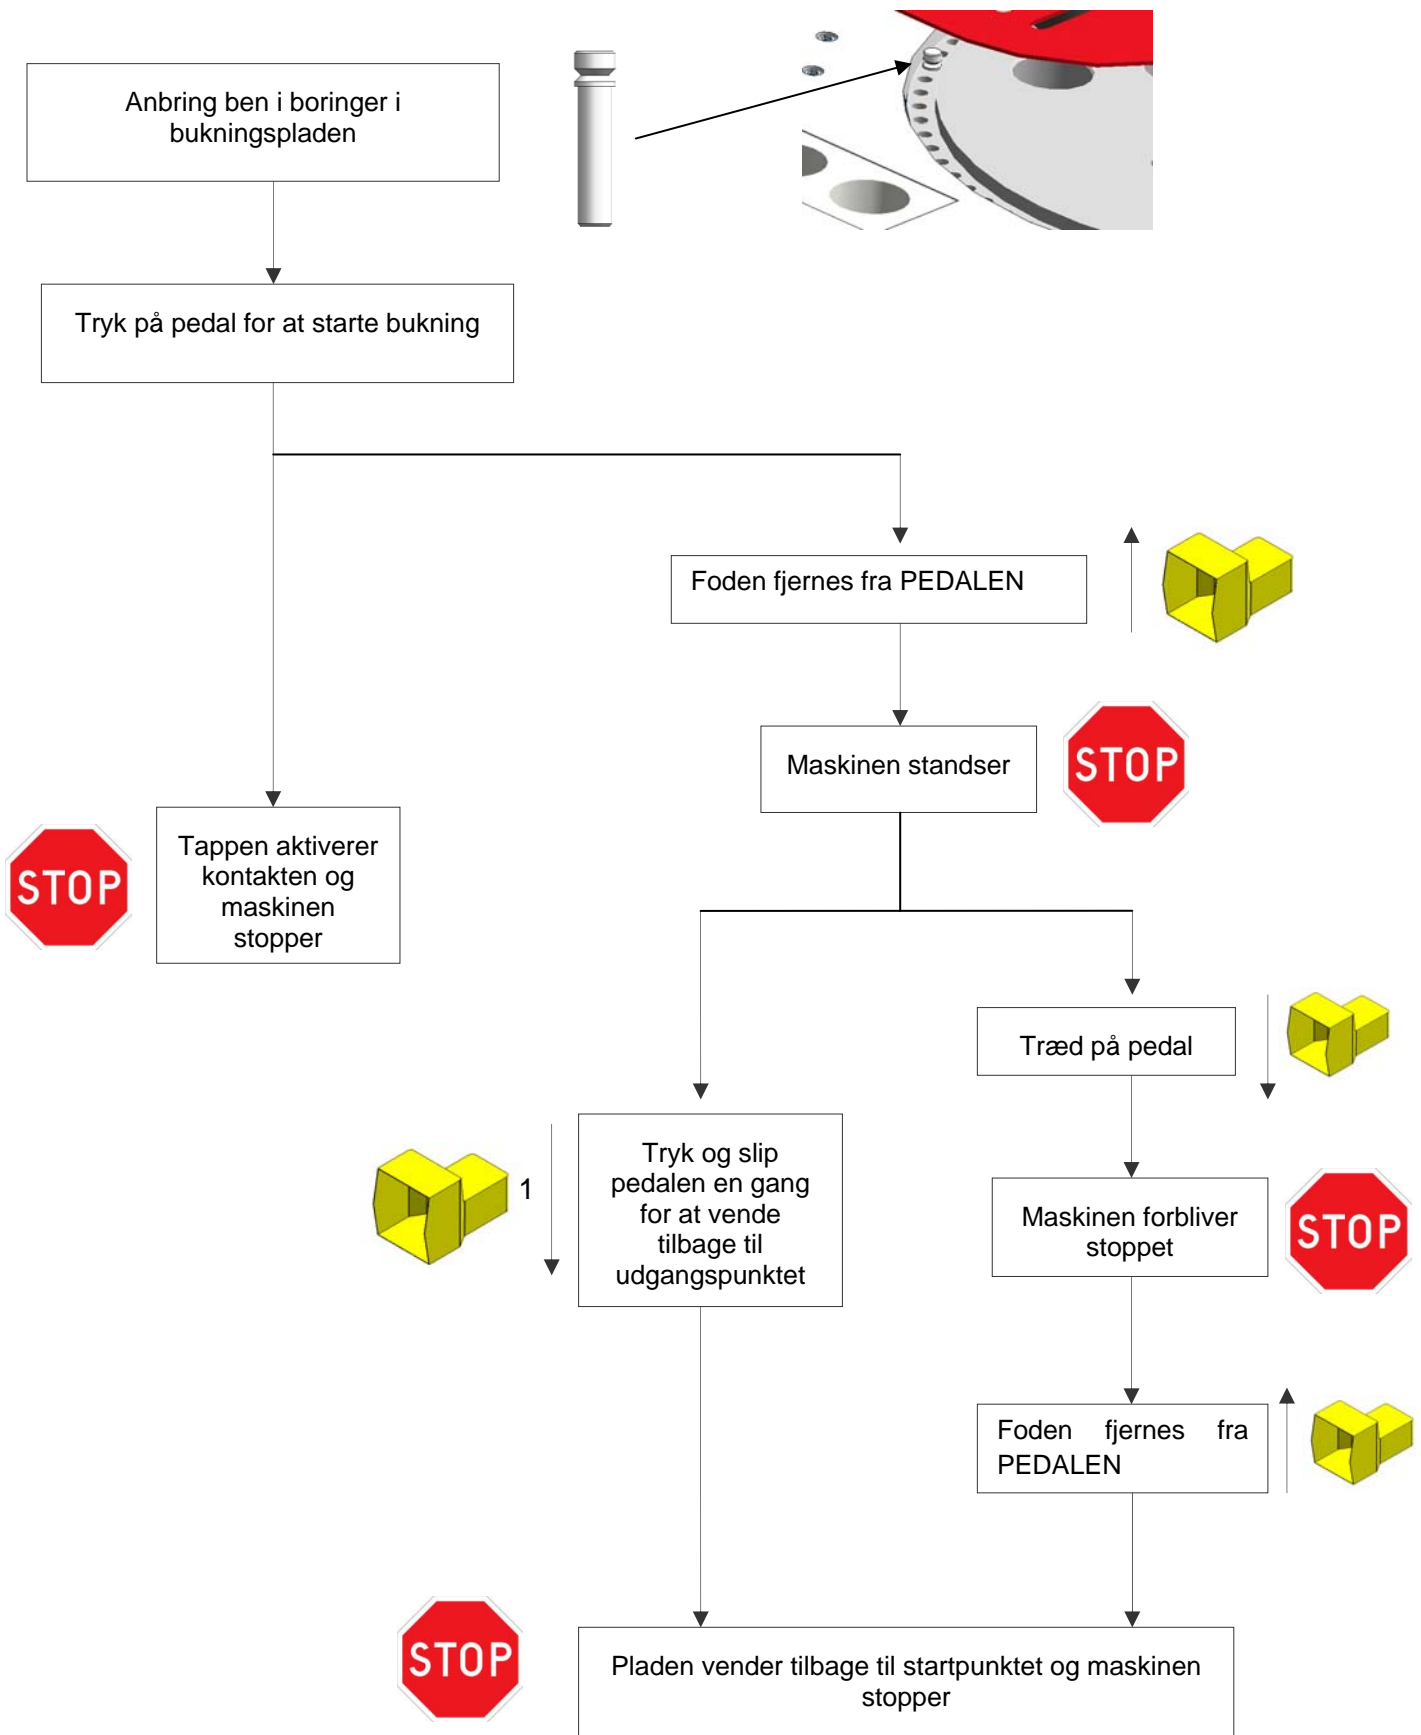 Anbring ben i boringer i
bukningspladen
Tryk på pedal for at starte bukning
Foden fjernes fra PEDALEN
Maskinen standser
STOP
STOP
Tappen aktiverer
kontakten og
maskinen
stopper
Træd på pedal
1
Tryk og slip
pedalen en gang
for at vende
tilbage til
udgangspunktet
Maskinen forbliver
stoppet
STOP
Foden fjernes fra
PEDALEN
STOP
Pladen vender tilbage til startpunktet og maskinen
stopper